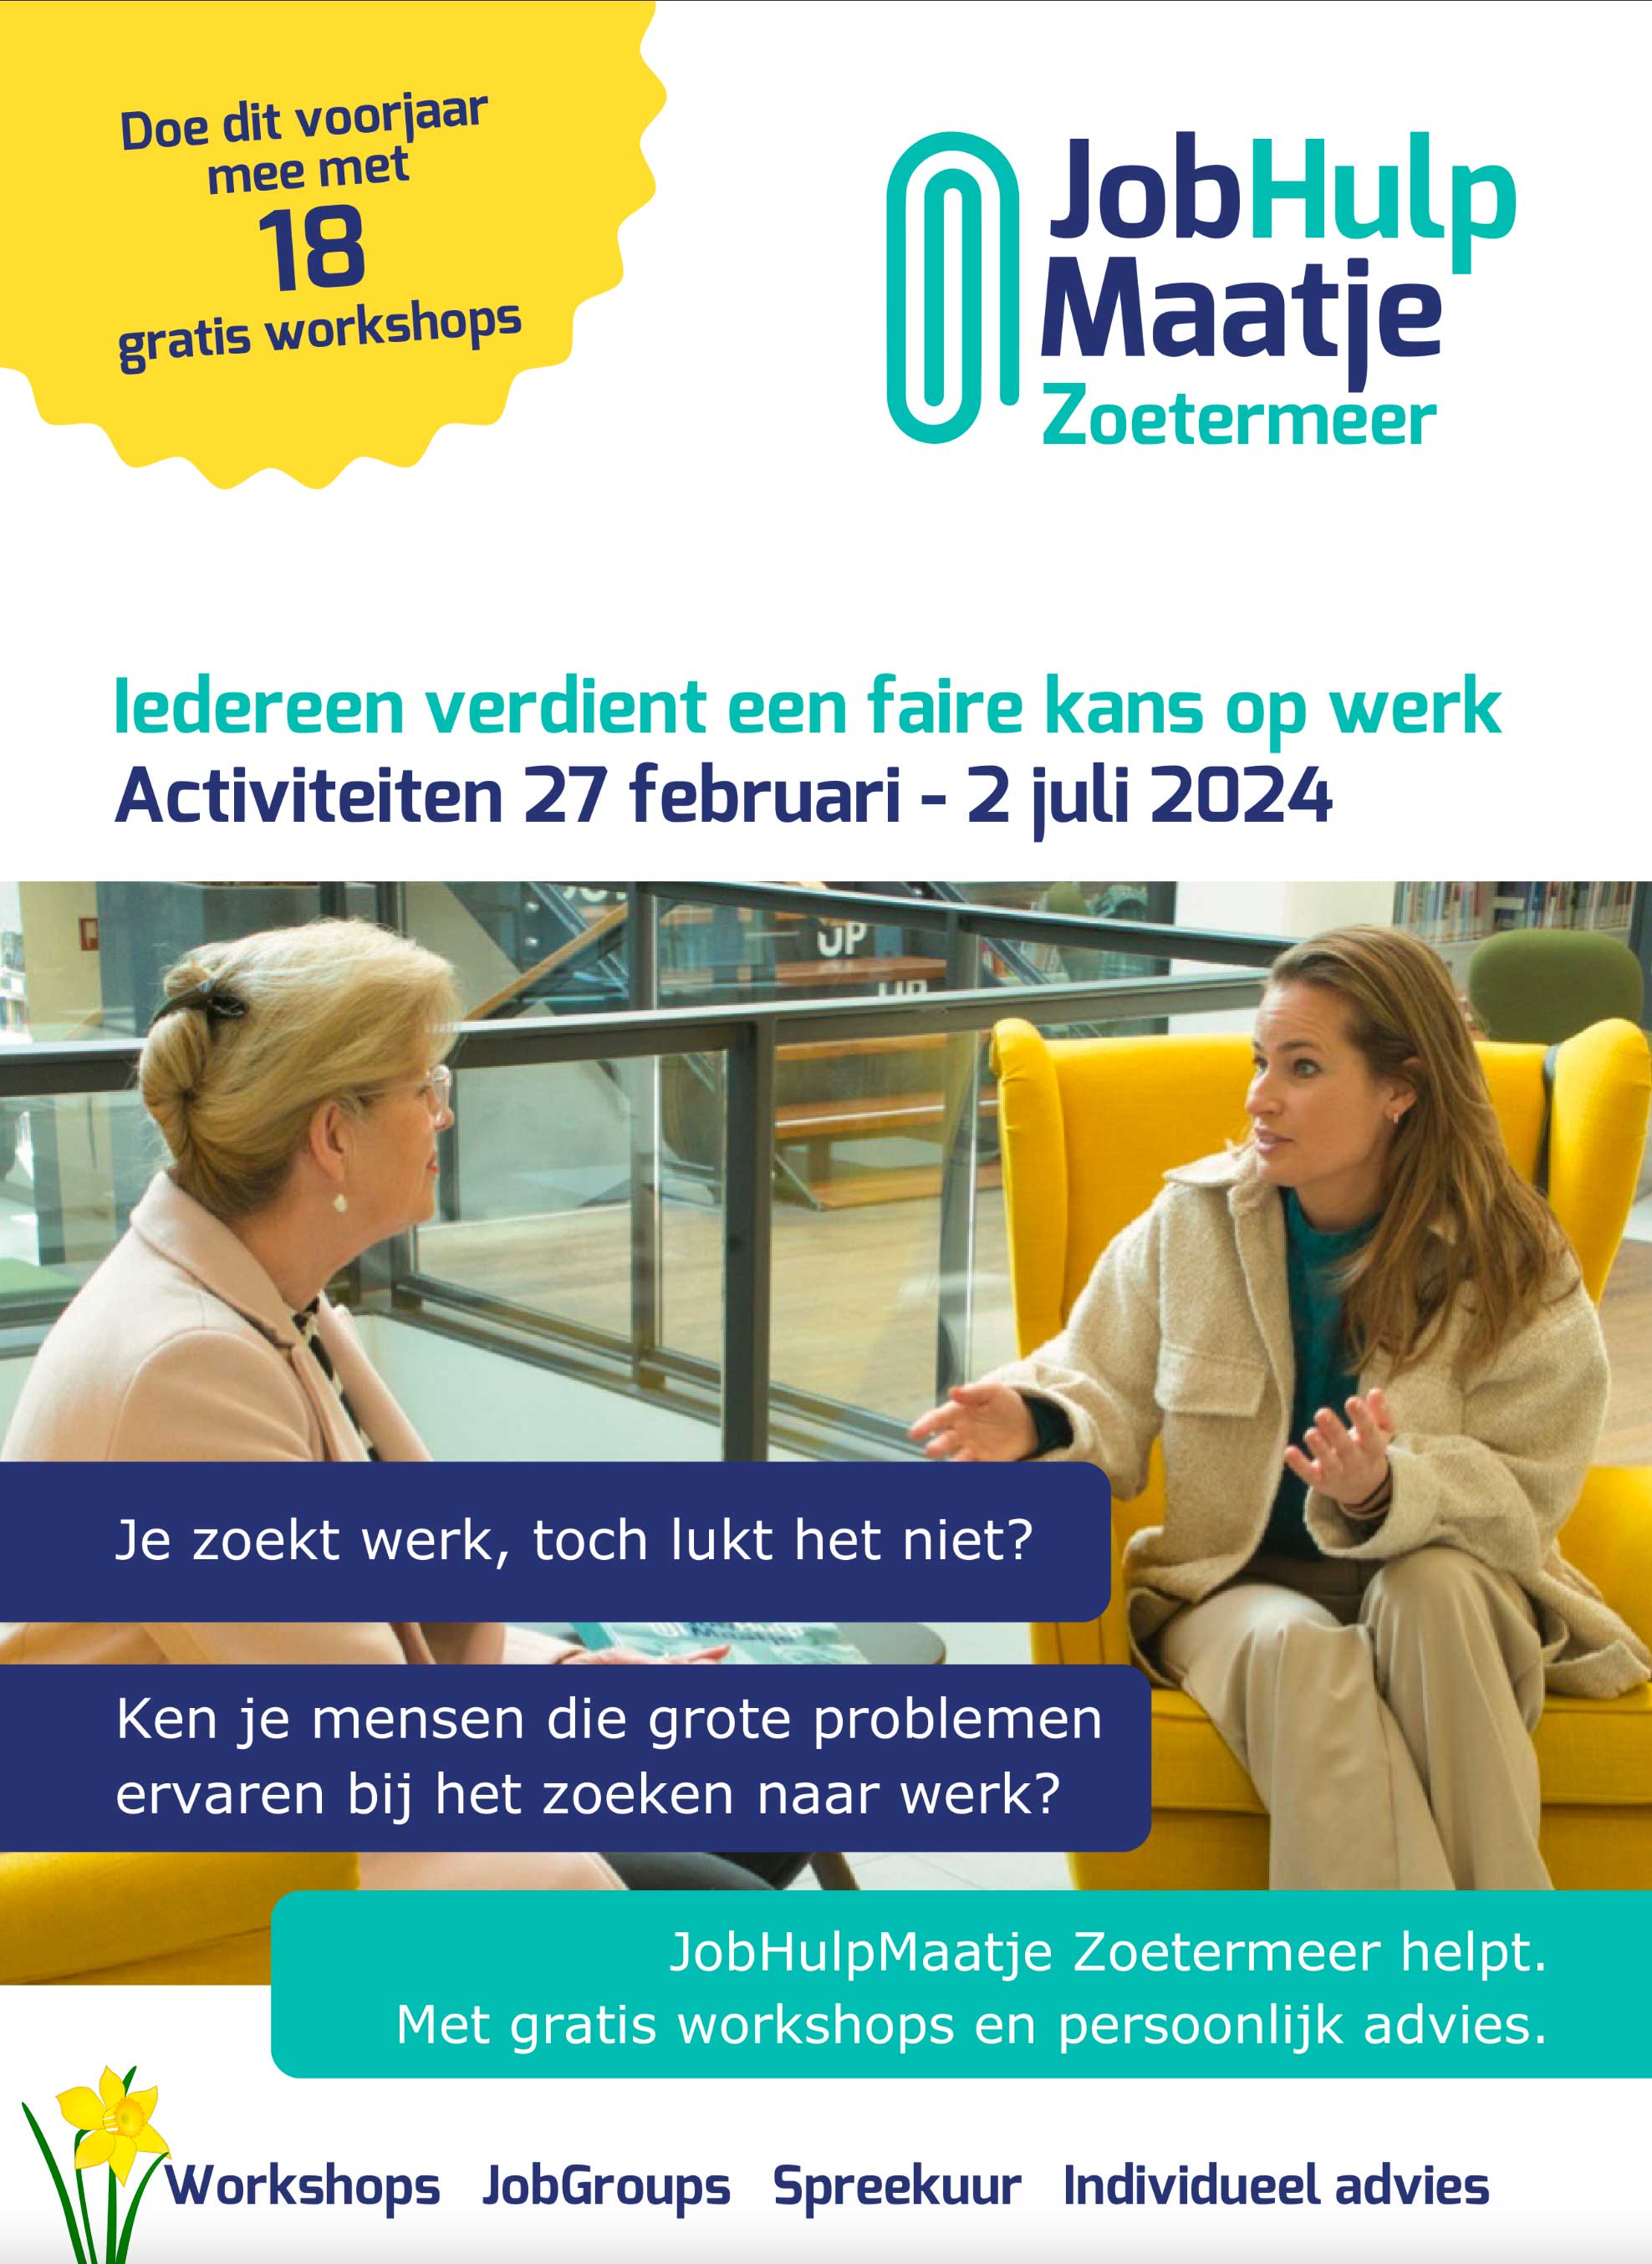 Doe dit voorjaar
mee met
18
gratis workshops
JobHulp
Maatje
Zoetermeer
Iedereen verdient een faire kans op werk
Activiteiten 27 februari - 2 juli 2024
UP
UP
Je zoekt werk, toch lukt het niet?
Ken je mensen die grote problemen
ervaren bij het zoeken naar werk?
JobHulpMaatje Zoetermeer helpt.
Met gratis workshops en persoonlijk advies.
Workshops JobGroups Spreekuur Individueel advies